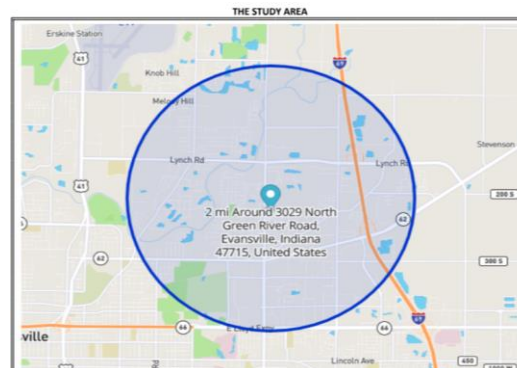 THE STUDY AREA
Erskine Station
41
69
Knob Hill
Melody Hill
Lynch Rd
Lynch Rd
Stevenson
41
200 S
2 mi Around 3029 North
Green River Road,
Evansville, Indiana
47715, United States
62
62
300 S
66
E Lloyd Expy
66
69
ville
Lincoln Ave